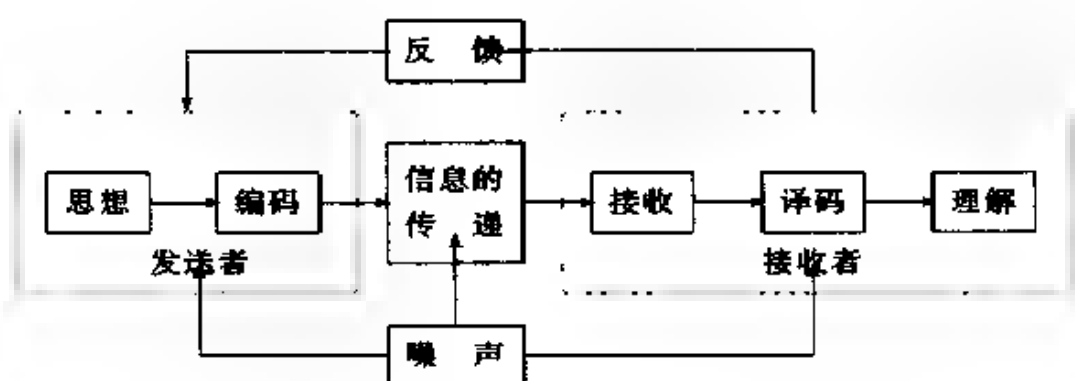 反 馈
思想
编码
信息的
传 递
接收
译码
理解
发送者
接收者
噪 声